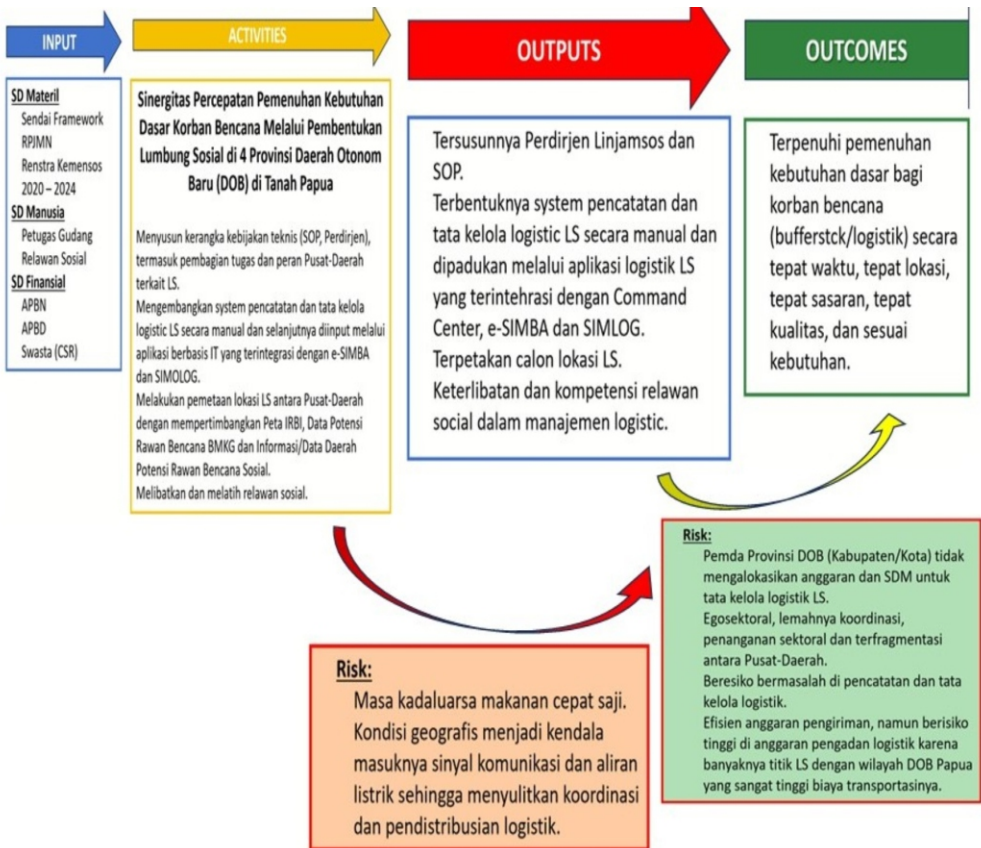 INPUT
SD Materil
Sendai Framework
RPJMN
Renstra Kemensos
2020 – 2024
SD Manusia
Petugas Gudang
Relawan Sosial
SD Finansial
APBN
APBD
Swasta (CSR)
ACTIVITIES
Sinergitas Percepatan Pemenuhan Kebutuhan
Dasar Korban Bencana Melalui Pembentukan
Lumbung Sosial di 4 Provinsi Daerah Otonom
Baru (DOB) di Tanah Papua
Menyusun kerangka kebijakan teknis (SOP, Perdirjen),
termasuk pembagian tugas dan peran Pusat-Daerah
terkait LS.
Mengembangkan system pencatatan dan tata kelola
logistic LS secara manual dan selanjutnya diinput melalui
aplikasi berbasis IT yang terintegrasi dengan e-SIMBA
dan SIMOLOG.
Melakukan pemetaan lokasi LS antara Pusat-Daerah
dengan mempertimbangkan Peta IRBI, Data Potensi
Rawan Bencana BMKG dan Informasi/Data Daerah
Potensi Rawan Bencana Sosial.
Melibatkan dan melatih relawan sosial.
OUTPUTS
Tersusunnya Perdirjen Linjamsos dan
SOP.
Terbentuknya system pencatatan dan
tata kelola logistic LS secara manual dan
dipadukan melalui aplikasi logistik LS
yang terintehrasi dengan Command
Center, e-SIMBA dan SIMLOG.
Terpetakan calon lokasi LS.
Keterlibatan dan kompetensi relawan
social dalam manajemen logistic.
OUTCOMES
Terpenuhi pemenuhan
kebutuhan dasar bagi
korban bencana
(bufferstck/logistik) secara
tepat waktu, tepat lokasi,
tepat sasaran, tepat
kualitas, dan sesuai
kebutuhan.
Risk:
Masa kadaluarsa makanan cepat saji.
Kondisi geografis menjadi kendala
masuknya sinyal komunikasi dan aliran
listrik sehingga menyulitkan koordinasi
dan pendistribusian logistik.
Risk:
Pemda Provinsi DOB (Kabupaten/Kota) tidak
mengalokasikan anggaran dan SDM untuk
tata kelola logistik LS.
Egosektoral, lemahnya koordinasi,
penanganan sektoral dan terfragmentasi
antara Pusat-Daerah.
Beresiko bermasalah di pencatatan dan tata
kelola logistik.
Efisien anggaran pengiriman, namun berisiko
tinggi di anggaran pengadan logistik karena
banyaknya titik LS dengan wilayah DOB Papua
yang sangat tinggi biaya transportasinya.